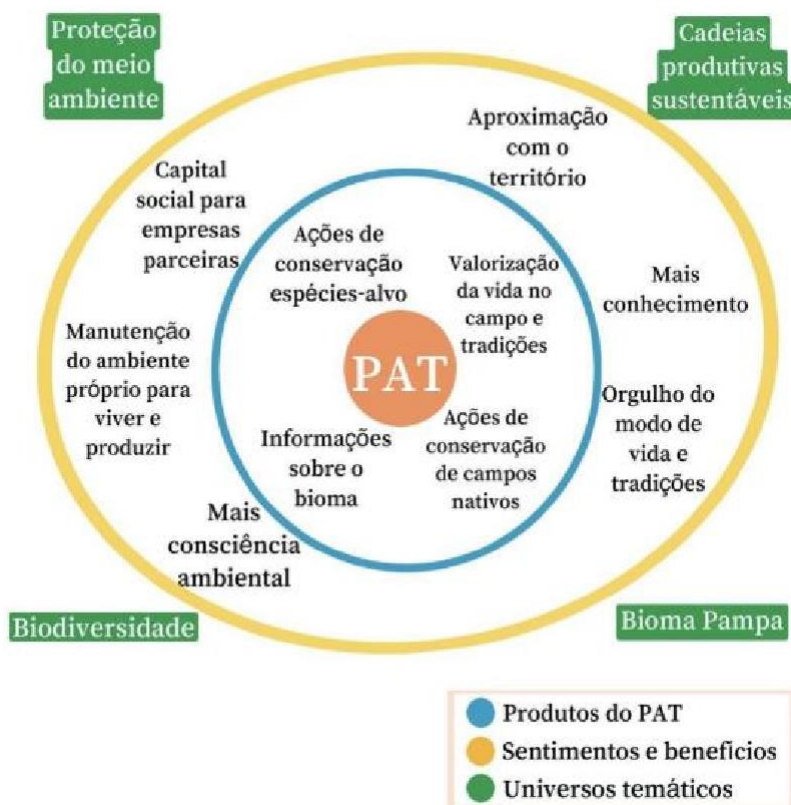 Proteção
do meio
ambiente
Cadeias
produtivas
sustentáveis
Aproximação
com o
território
Capital
social para
empresas
parceiras
Ações de
conservação
espécies-alvo
Valorização
da vida no
campo e
tradições
Mais
conhecimento
Manutenção
do ambiente
próprio para
viver e
produzir
PAT
Orgulho do
modo de
vida e
tradições
Informações
sobre o
bioma
Ações de
conservação
de campos
nativos
Mais
consciência
ambiental
Biodiversidade
Bioma Pampa
Produtos do PAT
Sentimentos e benefícios
Universos temáticos